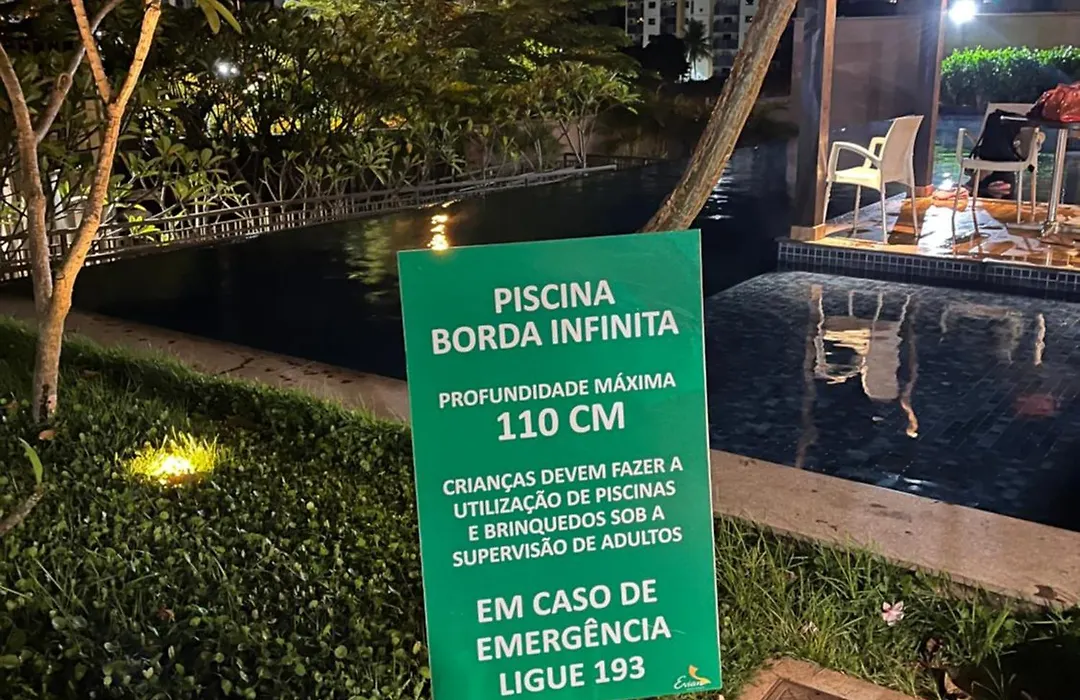 PISCINA
BORDA INFINITA
PROFUNDIDADE MÁXIMA
110 CM
CRIANÇAS DEVEM FAZER A
UTILIZAÇÃO DE PISCINAS
E BRINQUEDOS SOB A
SUPERVISÃO DE ADULTOS
EM CASO DE
EMERGÊNCIA
LIGUE 193
Evian